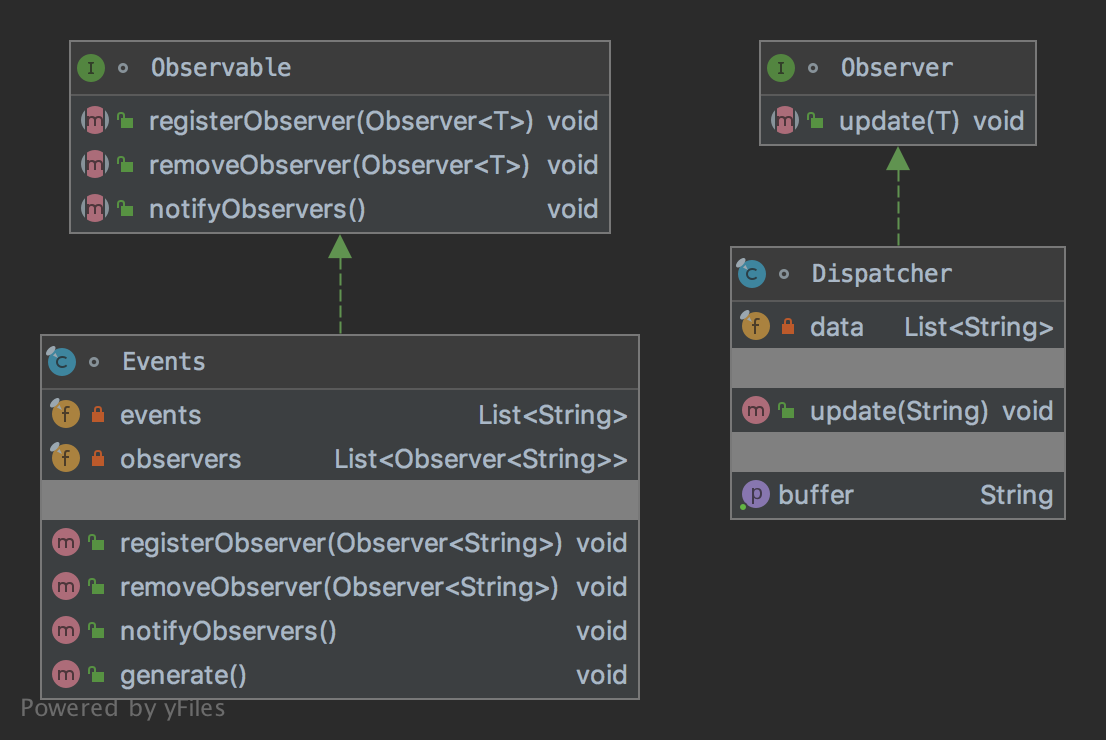 Observable
registerObserver(Observer<T>) void
removeObserver(Observer<T>) void
notifyObservers() void
Observer
update(T) void
Events
events List<String>
observers List<Observer<String>>
registerObserver(Observer<String>) void
removeObserver(Observer<String>) void
notifyObservers() void
generate() void
Dispatcher
data List<String>
update(String) void
buffer String
Powered by yFiles